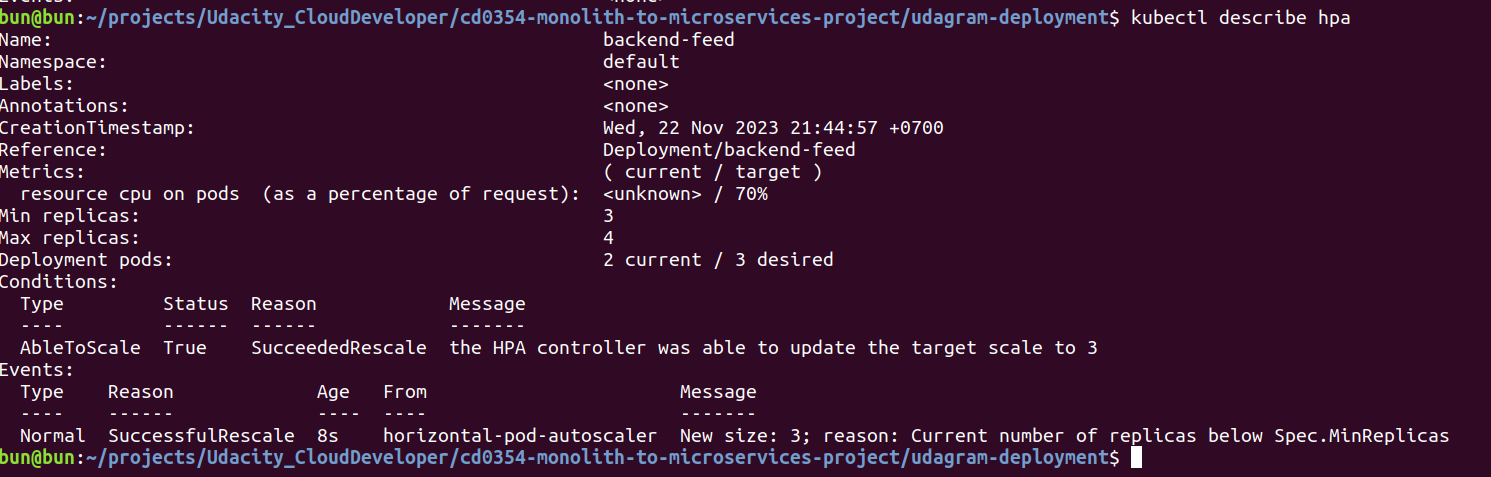 Events: <none>
bun@bun:~/projects/Udacity_CloudDeveloper/cd0354-monolith-to-microservices-project/udagram-deployment$ kubectl describe hpa
Name: backend-feed
Namespace: default
Labels: <none>
Annotations: <none>
CreationTimestamp: Wed, 22 Nov 2023 21:44:57 +0700
Reference: Deployment/backend-feed
Metrics: ( current / target )
  resource cpu on pods  (as a percentage of request): <unknown> / 70%
Min replicas: 3
Max replicas: 4
Deployment pods: 2 current / 3 desired
Conditions:
  Type Status Reason Message
  ---- ------ ------ -------
  AbleToScale True SucceededRescale the HPA controller was able to update the target scale to 3
Events:
  Type Reason Age From Message
  ---- ------ ---- ---- -------
  Normal SuccessfulRescale 8s horizontal-pod-autoscaler New size: 3; reason: Current number of replicas below Spec.MinReplicas
bun@bun:~/projects/Udacity_CloudDeveloper/cd0354-monolith-to-microservices-project/udagram-deployment$